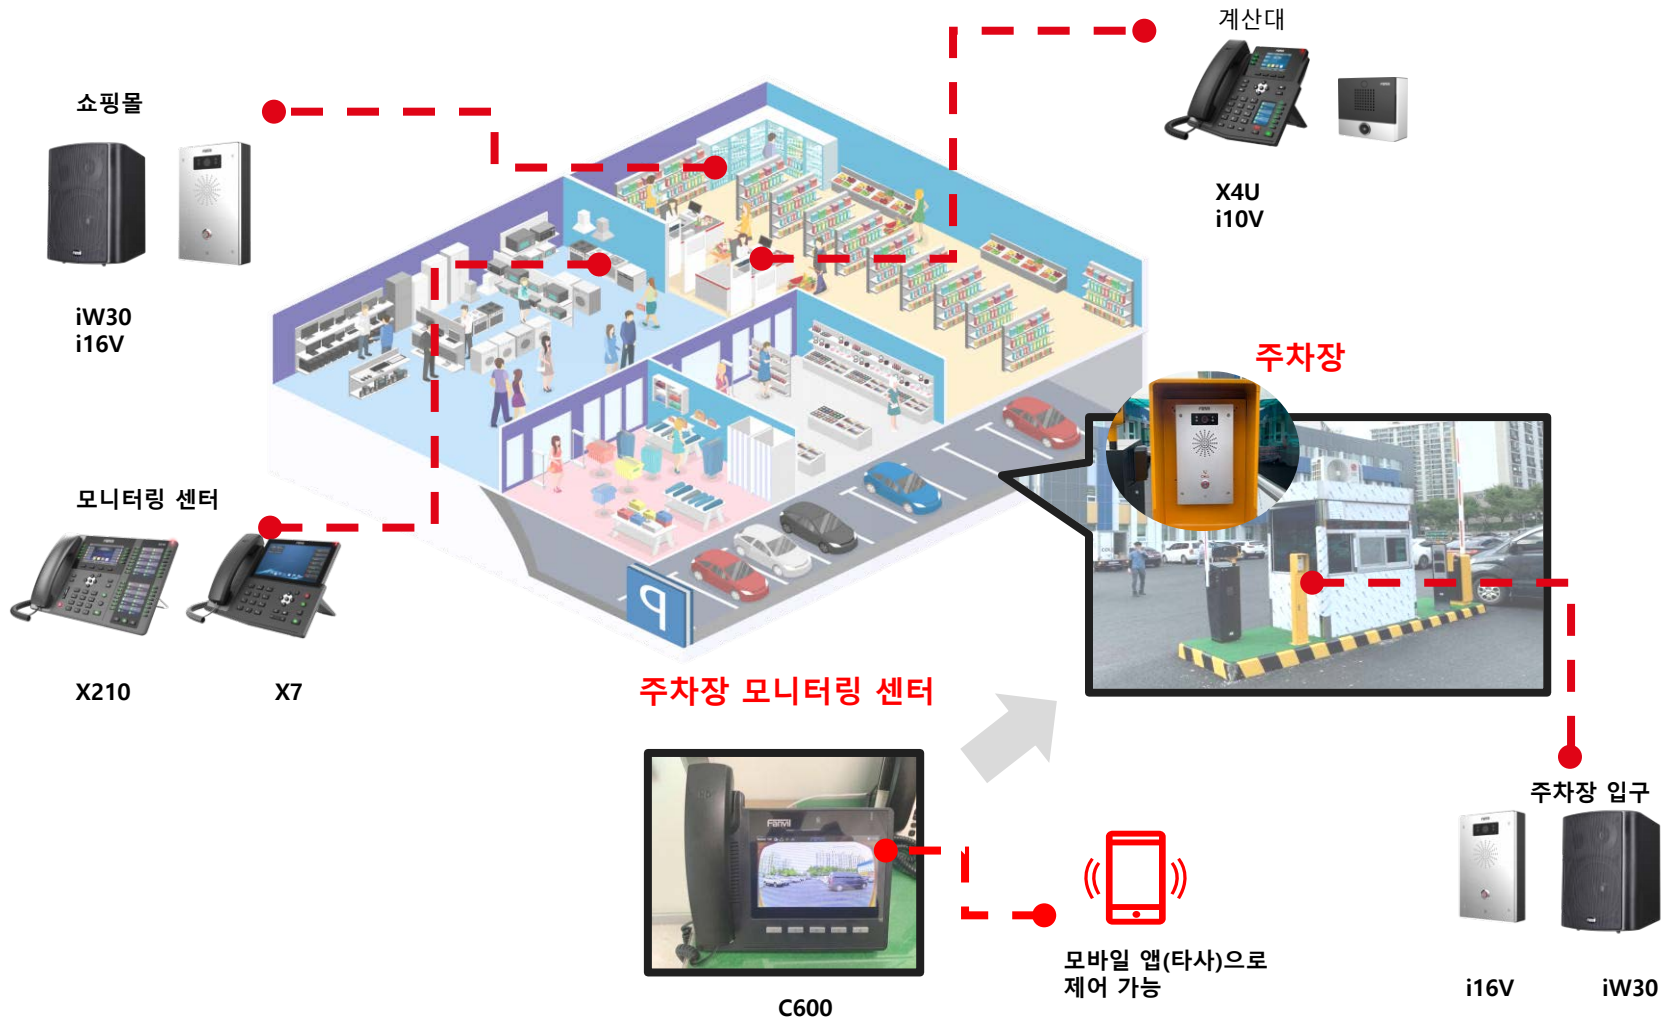 계산대
X4U
i10V
쇼핑몰
iW30
i16V
주차장
모니터링 센터
X210
X7
P
주차장 모니터링 센터
Fanvil
C600
모바일 앱(타사)으로
제어 가능
주차장 입구
i16V
iW30